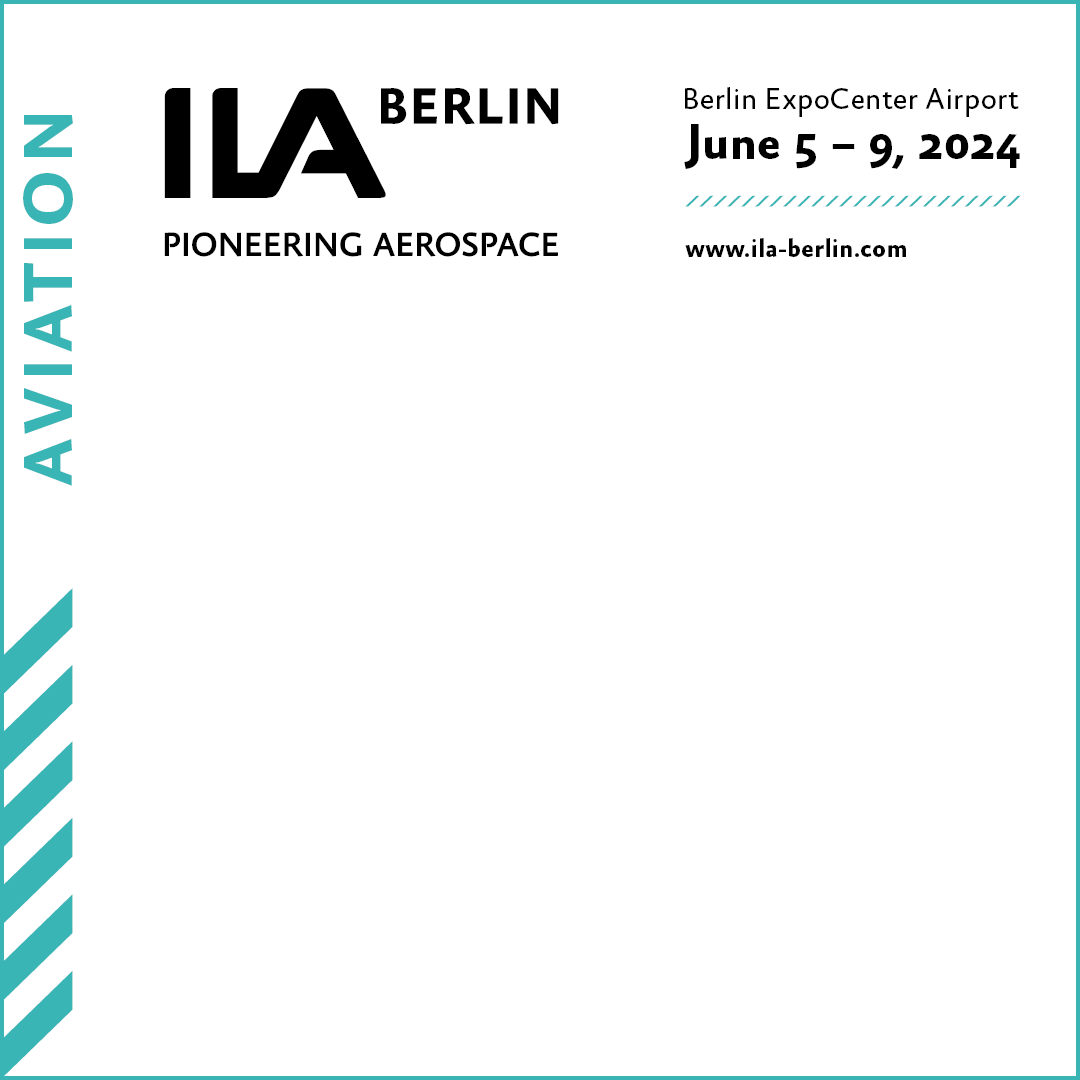 AVIATION
ILA BERLIN
PIONEERING AEROSPACE
Berlin ExpoCenter Airport
June 5 – 9, 2024
www.ila-berlin.com